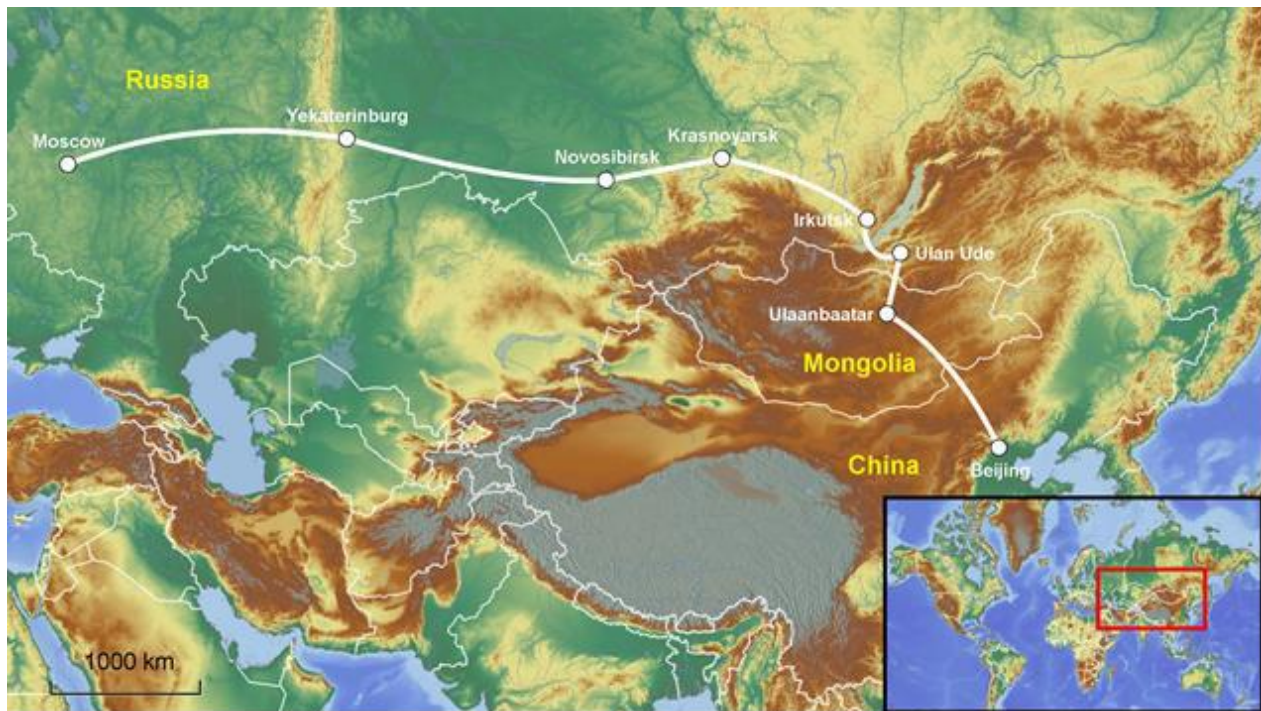 Russia
Moscow
Yekaterinburg
Novosibirsk
Krasnoyarsk
Irkutsk
Ulan Ude
Ulaanbaatar
Mongolia
China
Beijing
1000 km